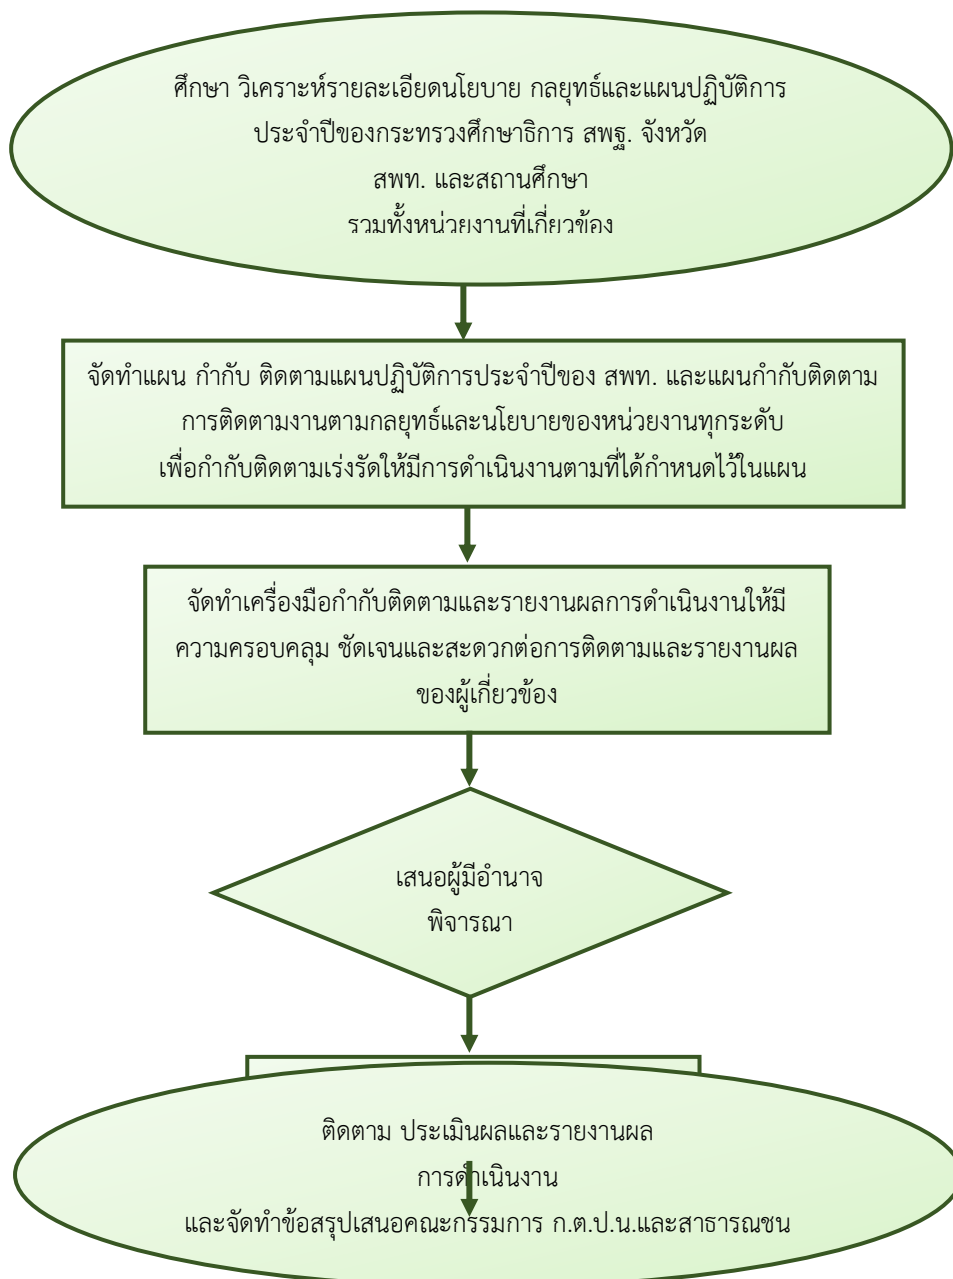 ศึกษา วิเคราะห์รายละเอียดนโยบาย กลยุทธ์และแผนปฏิบัติการ
ประจำปีของกระทรวงศึกษาธิการ สพฐ. จังหวัด
สพท. และสถานศึกษา
รวมทั้งหน่วยงานที่เกี่ยวข้อง
จัดทำแผน กำกับ ติดตามแผนปฏิบัติการประจำปีของ สพท. และแผนกำกับติดตาม
การติดตามงานตามกลยุทธ์และนโยบายของหน่วยงานทุกระดับ
เพื่อกำกับติดตามเร่งรัดให้มีการดำเนินงานตามที่ได้กำหนดไว้ในแผน
จัดทำเครื่องมือกำกับติดตามและรายงานผลการดำเนินงานให้มี
ความครอบคลุม ชัดเจนและสะดวกต่อการติดตามและรายงานผล
ของผู้เกี่ยวข้อง
เสนอผู้มีอำนาจ
พิจารณา
ติดตาม ประเมินผลและรายงานผล
การดำเนินงาน
และจัดทำข้อสรุปเสนอคณะกรรมการ ก.ต.ป.น.และสาธารณชน